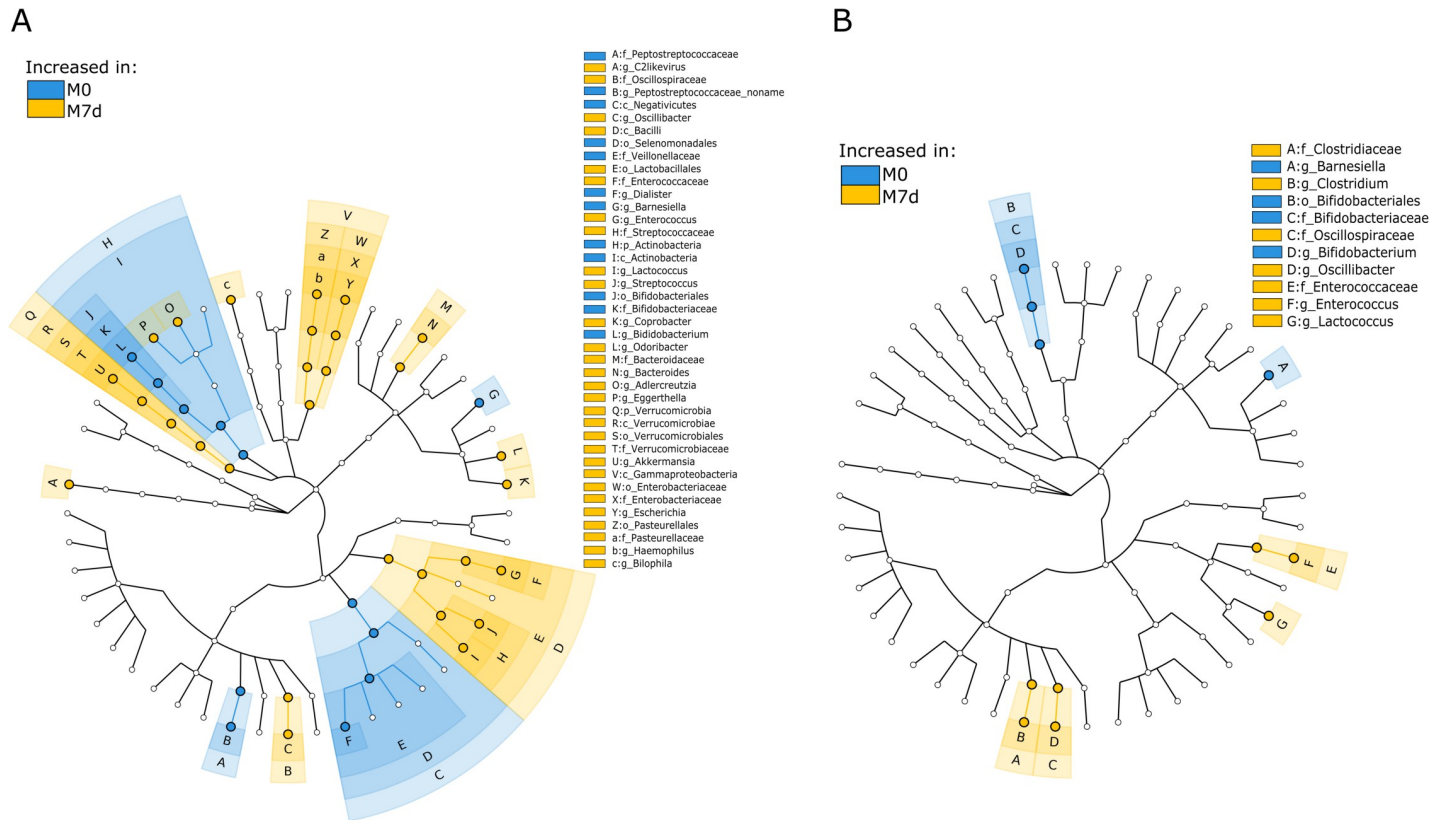 A
Increased in:
M0
M7d
A:f_Peptostreptococcaceae
A:g_C2likevirus
B:f_Oscillospiraceae
B:g_Peptostreptococcaceae_noname
C:c_Negativicutes
C:g_Oscillibacter
D:c_Bacilli
D:o_Selenomonadales
E:f_Veillonellaceae
E:o_Lactobacillales
F:f_Enterococcaceae
F:g_Dialister
G:g_Barnesiella
G:g_Enterococcus
H:f_Streptococcaceae
H:p_Actinobacteria
I:c_Actinobacteria
I:g_Lactococcus
J:g_Streptococcus
J:o_Bifidobacteriales
K:f_Bifidobacteriaceae
K:g_Coprobacter
L:g_Bididobacterium
L:g_Odoribacter
M:f_Bacteroidaceae
N:g_Bacteroides
O:g_Adlercreutzia
P:g_Eggerthella
Q:p_Verrucomicrobia
R:c_Verrucomicrobiae
S:o_Verrucomicrobiales
T:f_Verrucomicrobiaceae
U:g_Akkermansia
V:c_Gammaproteobacteria
W:o_Enterobacteriaceae
X:f_Enterobacteriaceae
Y:g_Escherichia
Z:o_Pasteurellales
a:f_Pasteurellaceae
b:g_Haemophilus
c:g_Bilophila
H
I
Q
R
S
T
U
J
K
L
P
O
c
V
Z
W
a
X
b
Y
M
N
G
L
K
A
G
F
E
D
J
I
H
F
E
D
C
B
A
C
B
B
Increased in:
M0
M7d
A:f_Clostridiaceae
A:g_Barnesiella
B:g_Clostridium
B:o_Bifidobacteriales
C:f_Bifidobacteriaceae
C:f_Oscillospiraceae
D:g_Bifidobacterium
D:g_Oscillibacter
E:f_Enterococcaceae
F:g_Enterococcus
G:g_Lactococcus
B
C
D
A
F
E
G
B
D
A
C